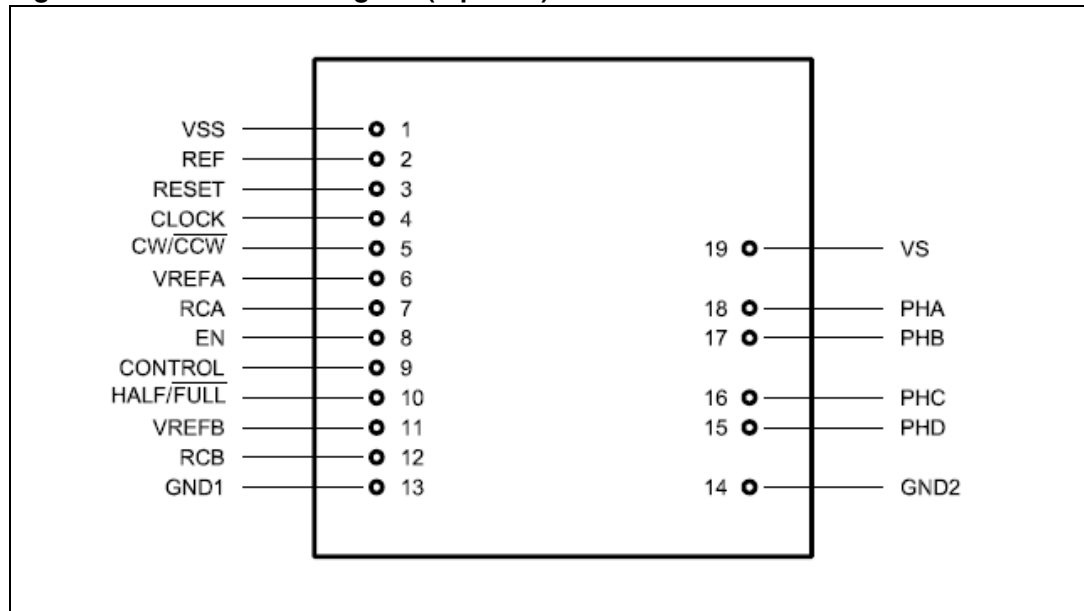 VSS 1
REF 2
RESET 3
CLOCK 4
CW/CCW 5
VREFA 6
RCA 7
EN 8
CONTROL 9
HALF/FULL 10
VREFB 11
RCB 12
GND1 13
19 VS
18 PHA
17 PHB
16 PHC
15 PHD
14 GND2